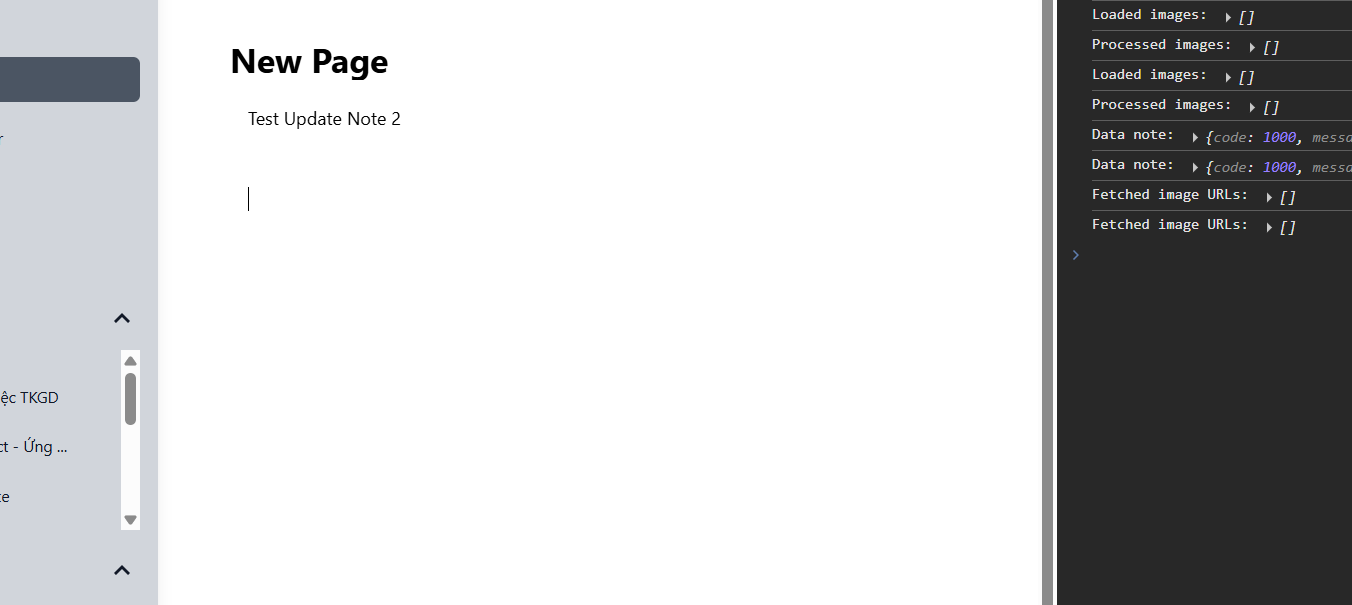 r
ệc TKGD
ct - Ứng ...
te
New Page
Test Update Note 2
Loaded images: ▶ []
Processed images: ▶ []
Loaded images: ▶ []
Processed images: ▶ []
Data note: ▶ {code: 1000, messa
Data note: ▶ {code: 1000, messa
Fetched image URLs: ▶ []
Fetched image URLs: ▶ []